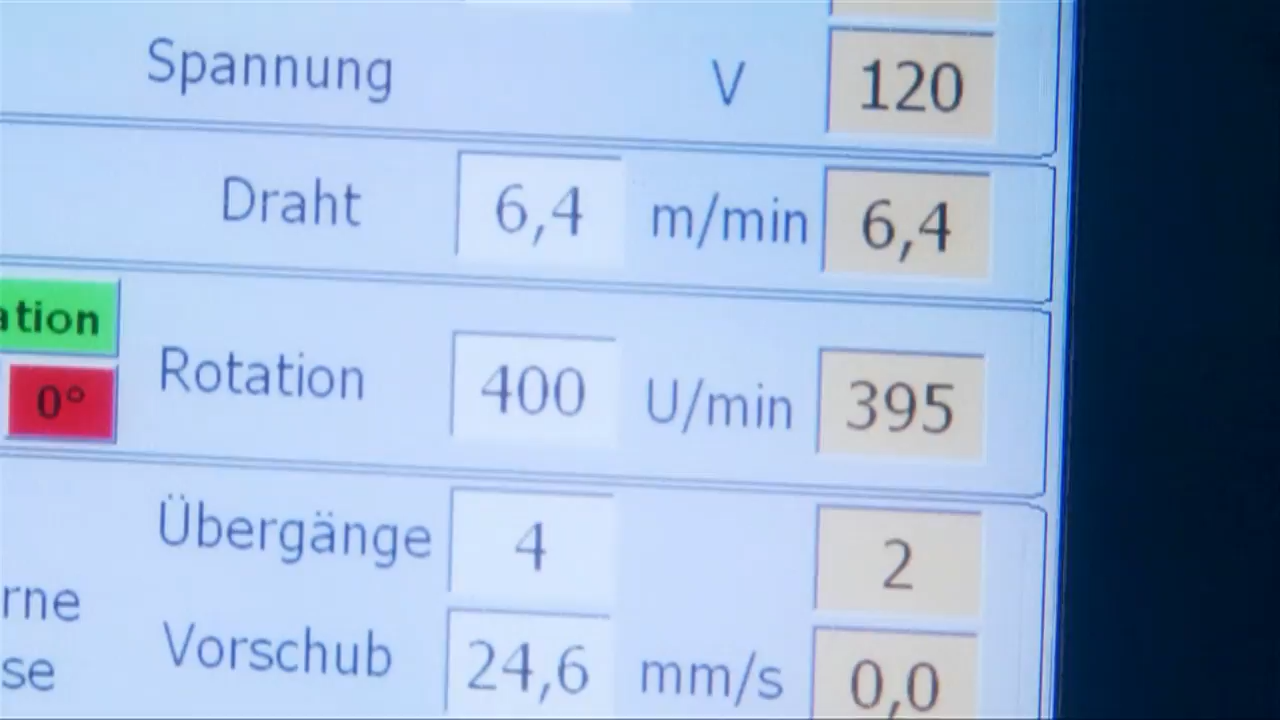 Spannung V 120
Draht 6,4 m/min 6,4
ation
0°
Rotation 400 U/min 395
Übergänge 4 2
rne
Vorschub 24,6 mm/s 0,0
se